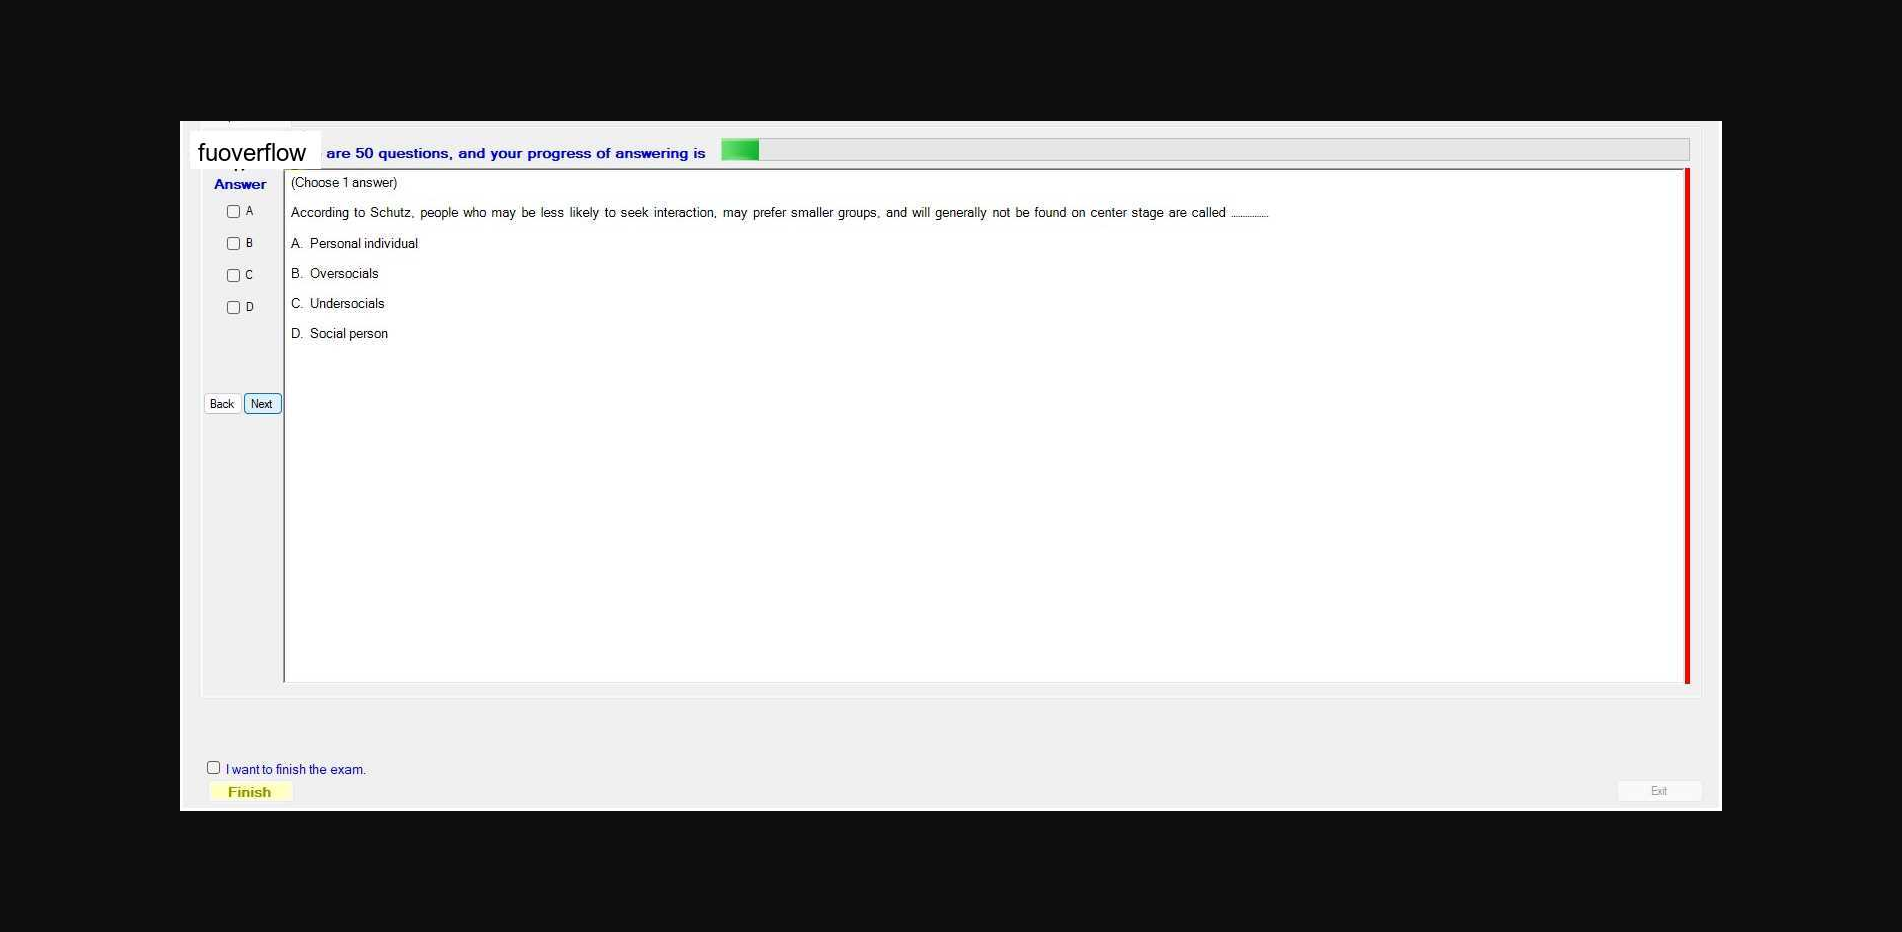 fuoverflow are 50 questions, and your progress of answering is
Answer
(Choose 1 answer)
A
According to Schutz, people who may be less likely to seek interaction, may prefer smaller groups, and will generally not be found on center stage are called ..............
B
A. Personal individual
C
B. Oversocials
D
C. Undersocials
D. Social person
Back Next
I want to finish the exam.
Finish
Exit